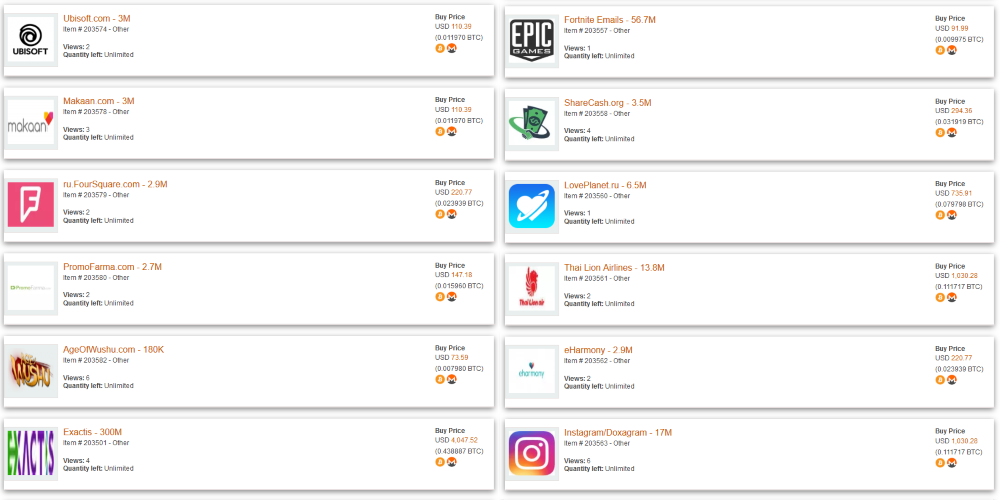 UBISOFT
Ubisoft.com - 3M
Item # 203574 - Other
Views: 2
Quantity left: Unlimited
Buy Price
USD 110.39
(0.011970 BTC)
makaan
Makaan.com - 3M
Item # 203578 - Other
Views: 3
Quantity left: Unlimited
Buy Price
USD 110.39
(0.011970 BTC)
ru.FourSquare.com - 2.9M
Item # 203579 - Other
Views: 2
Quantity left: Unlimited
Buy Price
USD 220.77
(0.023939 BTC)
PromoFarma
PromoFarma.com - 2.7M
Item # 203580 - Other
Views: 2
Quantity left: Unlimited
Buy Price
USD 147.18
(0.015960 BTC)
WUSHU
AgeOfWushu.com - 180K
Item # 203582 - Other
Views: 6
Quantity left: Unlimited
Buy Price
USD 73.59
(0.007980 BTC)
EXACTIS
Exactis - 300M
Item # 203501 - Other
Views: 4
Quantity left: Unlimited
Buy Price
USD 4,047.52
(0.438887 BTC)
EPIC
GAMES
Fortnite Emails - 56.7M
Item # 203557 - Other
Views: 1
Quantity left: Unlimited
Buy Price
USD 91.99
(0.009975 BTC)
ShareCash.org - 3.5M
Item # 203558 - Other
Views: 4
Quantity left: Unlimited
Buy Price
USD 294.36
(0.031919 BTC)
LovePlanet.ru - 6.5M
Item # 203560 - Other
Views: 1
Quantity left: Unlimited
Buy Price
USD 735.91
(0.079798 BTC)
Thai Lion air
Thai Lion Airlines - 13.8M
Item # 203561 - Other
Views: 2
Quantity left: Unlimited
Buy Price
USD 1,030.28
(0.111717 BTC)
eharmony
eHarmony - 2.9M
Item # 203562 - Other
Views: 2
Quantity left: Unlimited
Buy Price
USD 220.77
(0.023939 BTC)
Instagram/Doxagram - 17M
Item # 203563 - Other
Views: 6
Quantity left: Unlimited
Buy Price
USD 1,030.28
(0.111717 BTC)